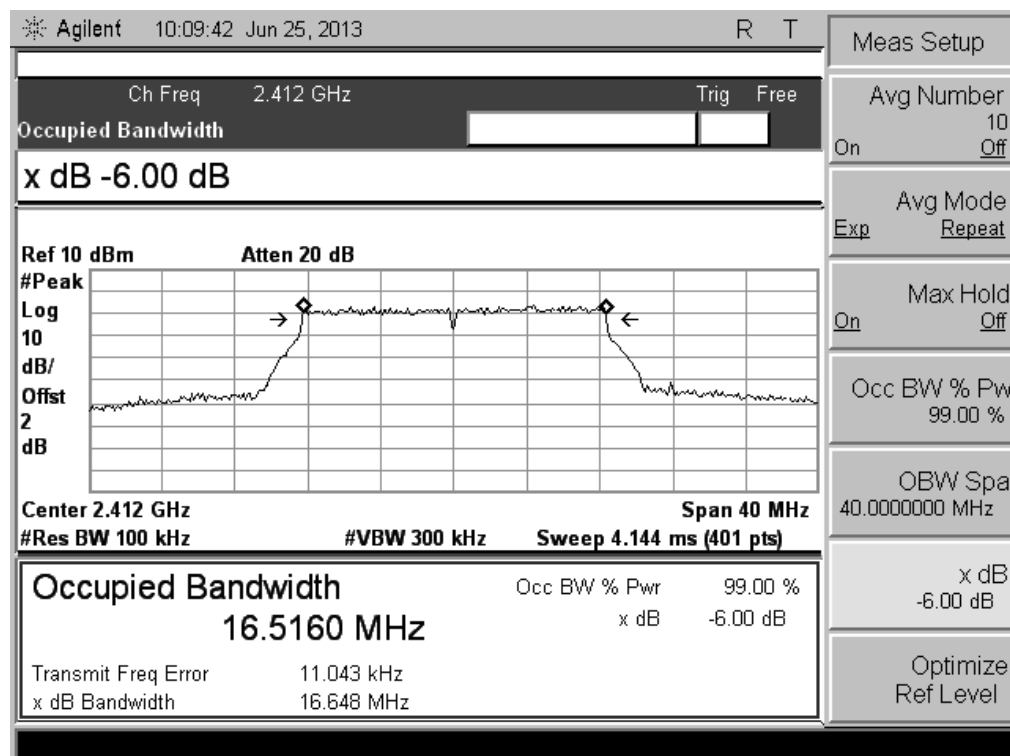 Agilent 10:09:42 Jun 25, 2013 R T
Ch Freq 2.412 GHz Trig Free
Occupied Bandwidth
x dB -6.00 dB
Ref 10 dBm Atten 20 dB
#Peak
Log
10
dB/
Offst
2
dB
Center 2.412 GHz Span 40 MHz
#Res BW 100 kHz #VBW 300 kHz Sweep 4.144 ms (401 pts)
Occupied Bandwidth Occ BW % Pwr 99.00 %
16.5160 MHz x dB -6.00 dB
Transmit Freq Error 11.043 kHz
x dB Bandwidth 16.648 MHz
Meas Setup
Avg Number
10
On Off
Avg Mode
Exp Repeat
Max Hold
On Off
Occ BW % Pw
99.00 %
OBW Spa
40.0000000 MHz
x dB
-6.00 dB
Optimize
Ref Level